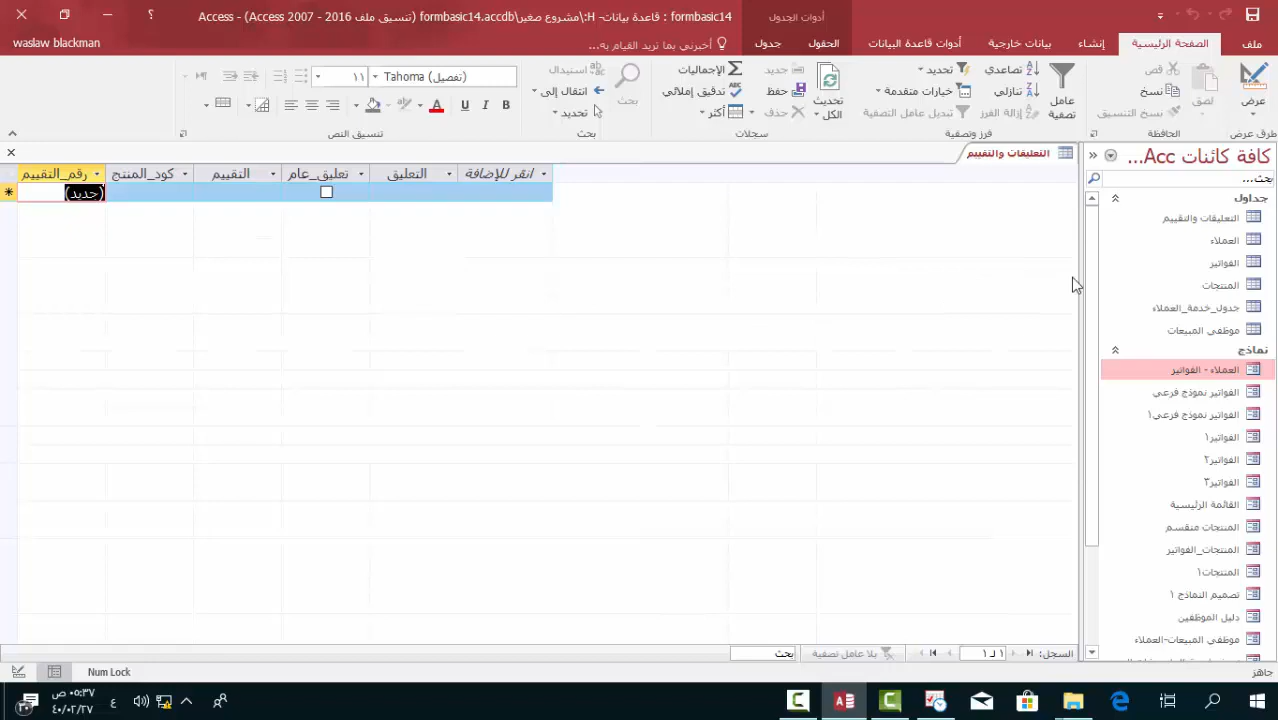 formbasic14 : قاعدة بيانات- H:\مشروع صغير\formbasic14.accdb (تنسيق ملف Access - (Access 2007 - 2016
أدوات الجدول
ملف
الصفحة الرئيسية
إنشاء
بيانات خارجية
أدوات قاعدة البيانات
الحقول
جدول
أخبرني بما تريد القيام به...
waslaw blackman
عرض
طرق عرض
لصق
قص
نسخ
نسخ التنسيق
الحافظة
عامل تصفية
تصاعدي
تنازلي
إزالة الفرز
تحديد
خيارات متقدمة
تبديل عامل التصفية
فرز وتصفية
تحديث الكل
جديد
حفظ
حذف
الإجماليات
تدقيق إملائي
أكثر
سجلات
بحث
استبدال
انتقال إلى
تحديد
بحث
Tahoma (تفصيل)
١١
B I U
A
تنسيق النص
كافة كائنات Acc...
بحث...
جداول
التعليقات والتقييم
العملاء
الفواتير
المنتجات
جدول_خدمة_العملاء
موظفي المبيعات
نماذج
العملاء - الفواتير
الفواتير نموذج فرعي
الفواتير نموذج فرعي١
الفواتير١
الفواتير٢
الفواتير٣
القائمة الرئيسية
المنتجات منقسم
المنتجات_الفواتير
المنتجات١
تصميم النماذج ١
دليل الموظفين
موظفي المبيعات-العملاء
التعليقات والتقييم
رقم_التقييم
كود_المنتج
التقييم
تعليق_عام
التعليق
انقر للإضافة
(جديد)
السجل:
١ لـ ١
بلا عامل تصفية
بحث
جاهز
Num Lock
٠٥:٣٧ ص
٤٠/٠٢/٢٧
ع